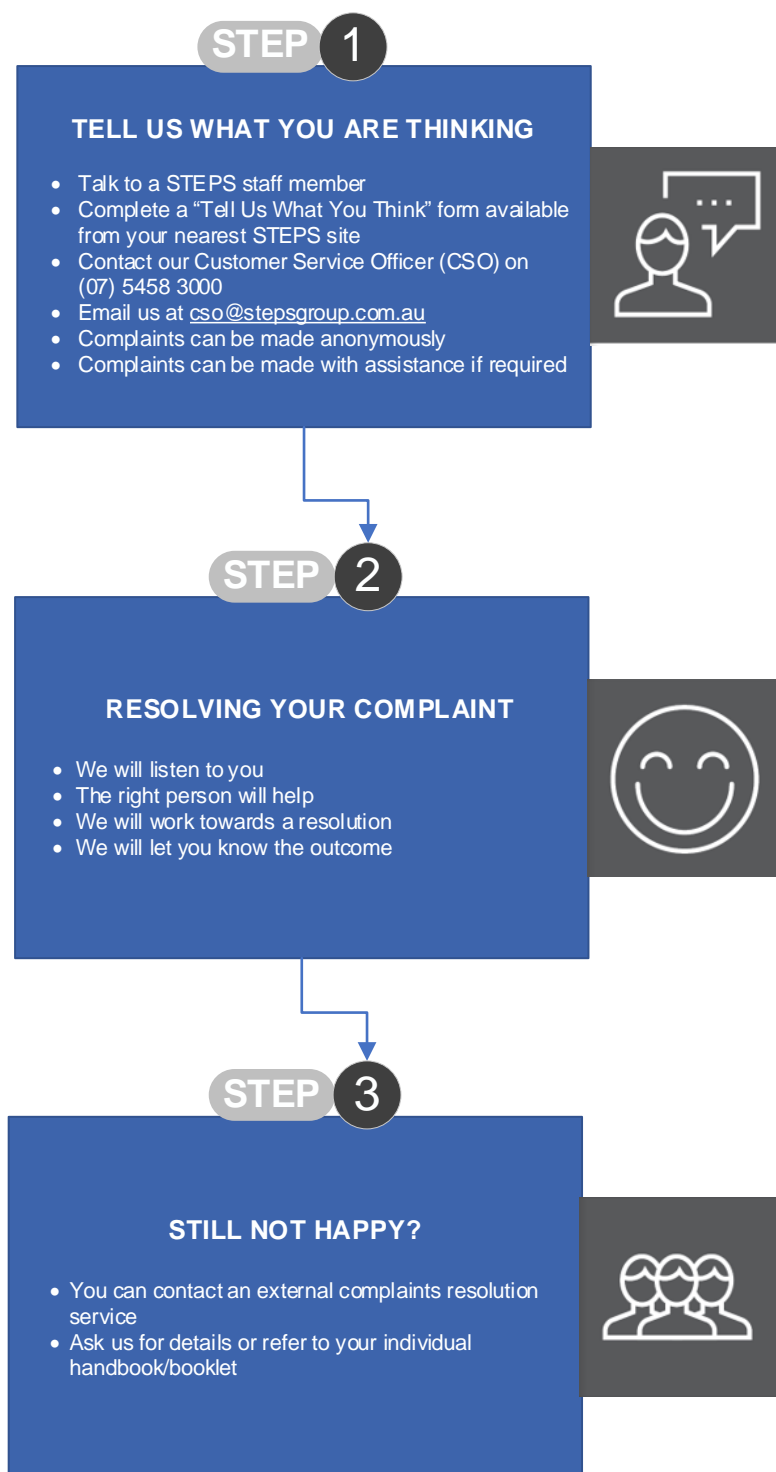 STEP 1
TELL US WHAT YOU ARE THINKING
• Talk to a STEPS staff member
• Complete a “Tell Us What You Think” form available
from your nearest STEPS site
• Contact our Customer Service Officer (CSO) on
(07) 5458 3000
• Email us at cso@stepsgroup.com.au
• Complaints can be made anonymously
• Complaints can be made with assistance if required
STEP 2
RESOLVING YOUR COMPLAINT
• We will listen to you
• The right person will help
• We will work towards a resolution
• We will let you know the outcome
STEP 3
STILL NOT HAPPY?
• You can contact an external complaints resolution
service
• Ask us for details or refer to your individual
handbook/booklet